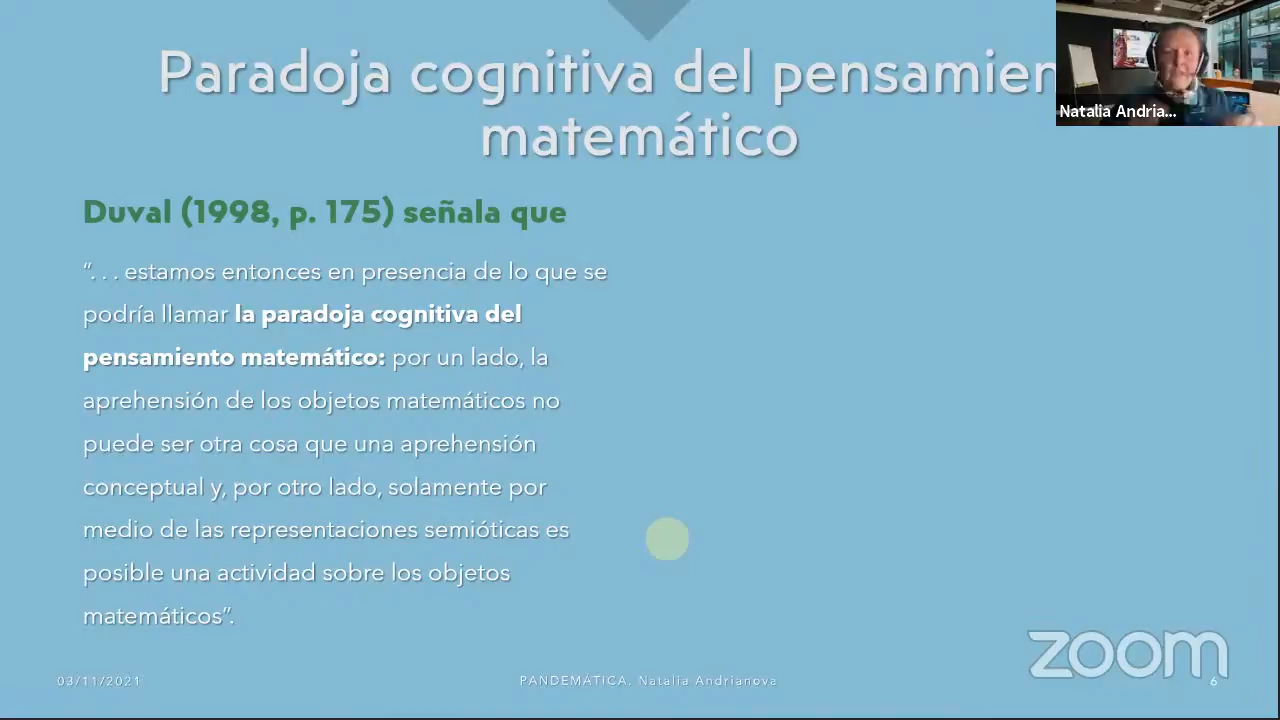 Paradoja cognitiva del pensamien
matemático
Natalia Andria...
Duval (1998, p. 175) señala que
“. . . estamos entonces en presencia de lo que se
podría llamar la paradoja cognitiva del
pensamiento matemático: por un lado, la
aprehensión de los objetos matemáticos no
puede ser otra cosa que una aprehensión
conceptual y, por otro lado, solamente por
medio de las representaciones semióticas es
posible una actividad sobre los objetos
matemáticos”.
zoom
03/11/2021
PANDEMÁTICA. Natalia Andrianova
6